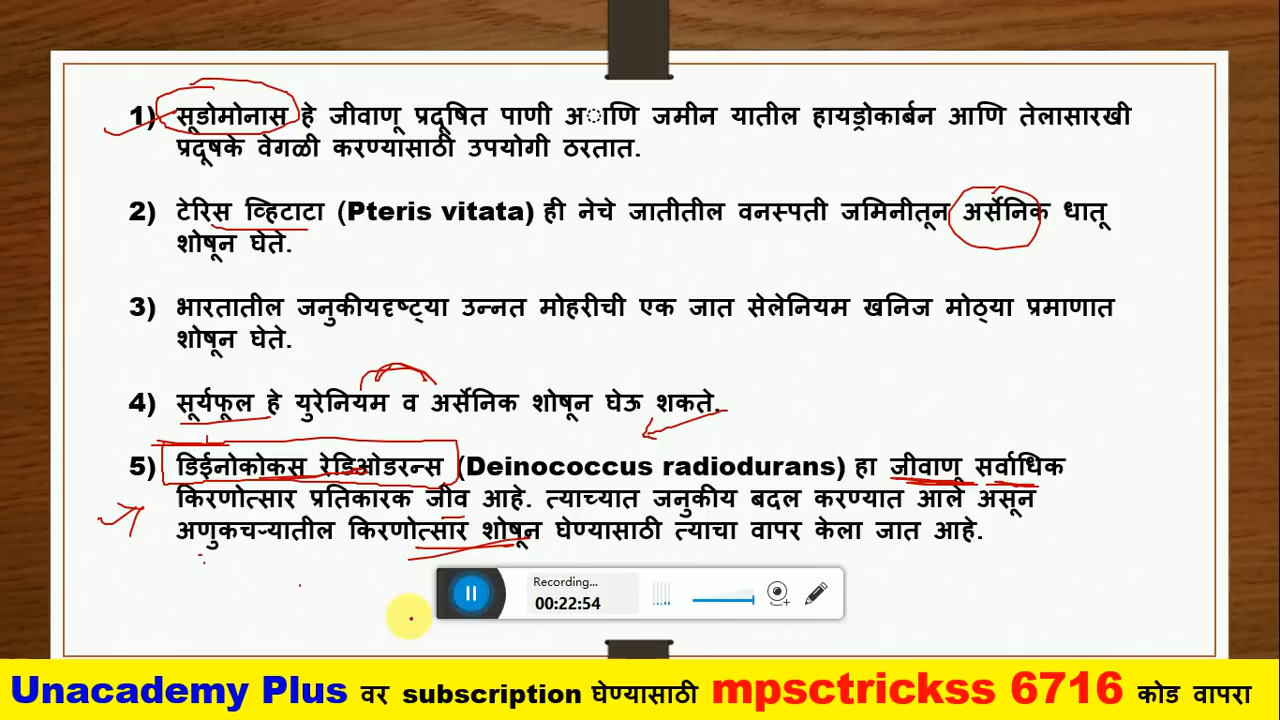 1) सूडोमोनास हे जीवाणू प्रदूषित पाणी अाणि जमीन यातील हायड्रोकार्बन आणि तेलासारखी
प्रदूषके वेगळी करण्यासाठी उपयोगी ठरतात.
2) टेरिस व्हिटाटा (Pteris vitata) ही नेचे जातीतील वनस्पती जमिनीतून अर्सेनिक धातू
शोषून घेते.
3) भारतातील जनुकीयदृष्ट्या उन्नत मोहरीची एक जात सेलेनियम खनिज मोठ्या प्रमाणात
शोषून घेते.
4) सूर्यफूल हे युरेनियम व अर्सेनिक शोषून घेऊ शकते.
5) डिईनोकोकस रेडिओडरन्स (Deinococcus radiodurans) हा जीवाणू सर्वाधिक
किरणोत्सार प्रतिकारक जीव आहे. त्याच्यात जनुकीय बदल करण्यात आले असून
अणुकचऱ्यातील किरणोत्सार शोषून घेण्यासाठी त्याचा वापर केला जात आहे.
Recording...
00:22:54
Unacademy Plus वर subscription घेण्यासाठी mpsctrickss 6716 कोड वापरा